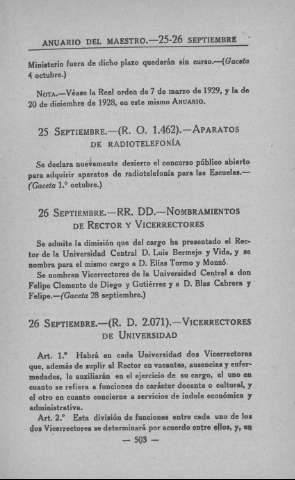 ANUARIO DEL MAESTRO.—25-26 SEPTIEMBRE
Ministerio fuera de dicho plazo quedarán sin curso.—(Gaceta
4 octubre.)
NOTA.—Véase la Real orden de 7 de marzo de 1929, y la de
20 de diciembre de 1928, en este mismo ANUARIO.
25 SEPTIEMBRE.—(R. O. 1.462).—APARATOS
DE RADIOTELEFONÍA
Se declara nuevamente desierto el concurso público abierto
para adquirir aparatos de radiotelefonía para las Escuelas.—
(Gaceta 1.º octubre.)
26 SEPTIEMBRE.—RR. DD.—NOMBRAMIENTOS
DE RECTOR Y VICERRECTORES
Se admite la dimisión que del cargo ha presentado el Rec-
tor de la Universidad Central D. Luis Bermejo y Vida, y se
nombra para el mismo cargo a D. Elías Tormo y Monzó.
Se nombran Vicerrectores de la Universidad Central a don
Felipe Clemente de Diego y Gutiérrez y a D. Blas Cabrera y
Felipe.—(Gaceta 28 septiembre.)
26 SEPTIEMBRE.—(R. D. 2.071).—VICERRECTORES
DE UNIVERSIDAD
Art. 1.º Habrá en cada Universidad dos Vicerrectores
que, además de suplir al Rector en vacantes, ausencias y enfer-
medades, le auxiliarán en el ejercicio de su cargo, el uno en
cuanto se refiera a funciones de carácter docente o cultural, y
el otro en cuanto concierne a servicios de índole económica y
administrativa.
Art. 2.º Esta división de funciones entre cada uno de los
dos Vicerrectores se determinará por acuerdo entre ellos, y, en
— 503 —